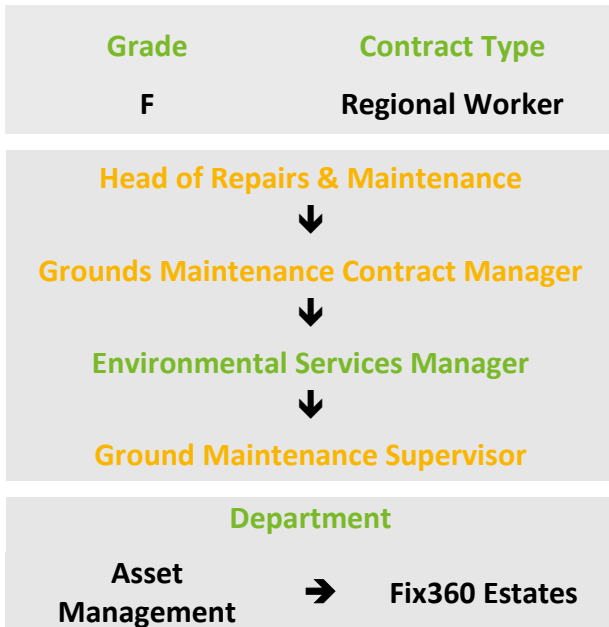 Grade Contract Type
F Regional Worker
Head of Repairs & Maintenance
↓
Grounds Maintenance Contract Manager
↓
Environmental Services Manager
↓
Ground Maintenance Supervisor
Department
Asset
Management → Fix360 Estates